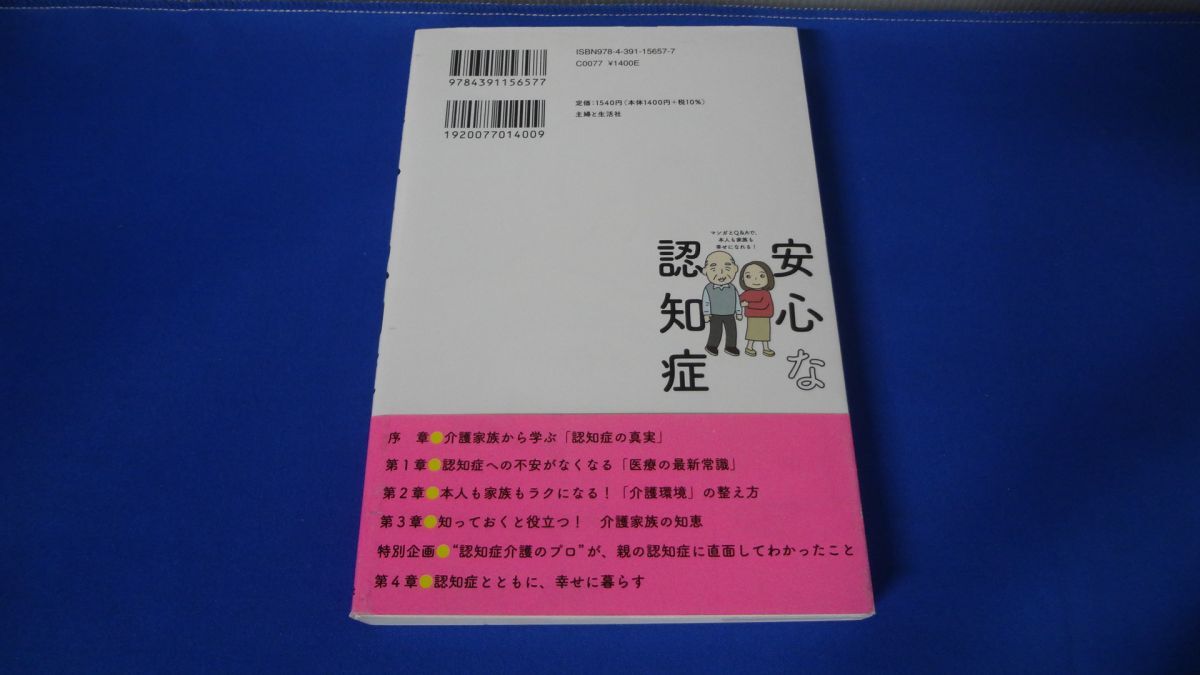 ISBN978-4-391-15657-7
C0077 ¥1400E
9784391156577
定価:1540円(本体1400円+税10%)
主婦と生活社
1920077014009
マンガとQ&Aで、
本人も家族も
幸せになれる!
安心な
認知症
序 章●介護家族から学ぶ「認知症の真実」
第1章●認知症への不安がなくなる「医療の最新常識」
第2章●本人も家族もラクになる!「介護環境」の整え方
第3章●知っておくと役立つ! 介護家族の知恵
特別企画●“認知症介護のプロ”が、親の認知症に直面してわかったこと
第4章●認知症とともに、幸せに暮らす